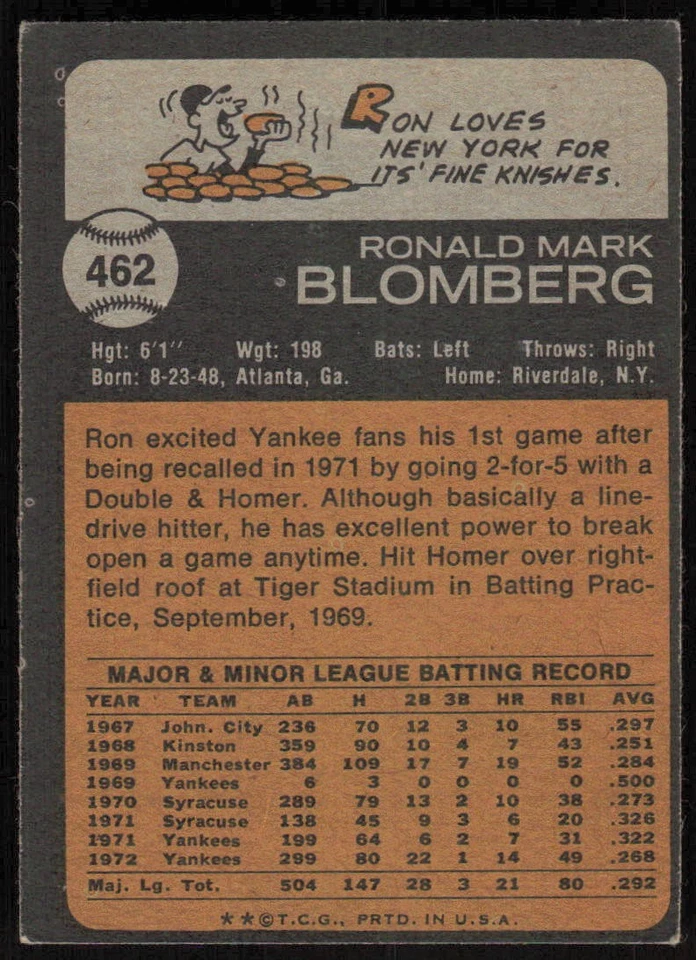 RON LOVES
NEW YORK FOR
ITS' FINE KNISHES.
462
RONALD MARK
BLOMBERG
Hgt: 6'1" Wgt: 198 Bats: Left Throws: Right
Born: 8-23-48, Atlanta, Ga. Home: Riverdale, N.Y.
Ron excited Yankee fans his 1st game after
being recalled in 1971 by going 2-for-5 with a
Double & Homer. Although basically a line-
drive hitter, he has excellent power to break
open a game anytime. Hit Homer over right-
field roof at Tiger Stadium in Batting Prac-
tice, September, 1969.
MAJOR & MINOR LEAGUE BATTING RECORD
YEAR TEAM AB H 2B 3B HR RBI AVG
1967 John. City 236 70 12 3 10 55 .297
1968 Kinston 359 90 10 4 7 43 .251
1969 Manchester 384 109 17 7 19 52 .284
1969 Yankees 6 3 0 0 0 0 .500
1970 Syracuse 289 79 13 2 10 38 .273
1971 Syracuse 138 45 9 3 6 20 .326
1971 Yankees 199 64 6 2 7 31 .322
1972 Yankees 299 80 22 1 14 49 .268
Maj. Lg. Tot. 504 147 28 3 21 80 .292
**©T.C.G., PRTD. IN U.S.A.